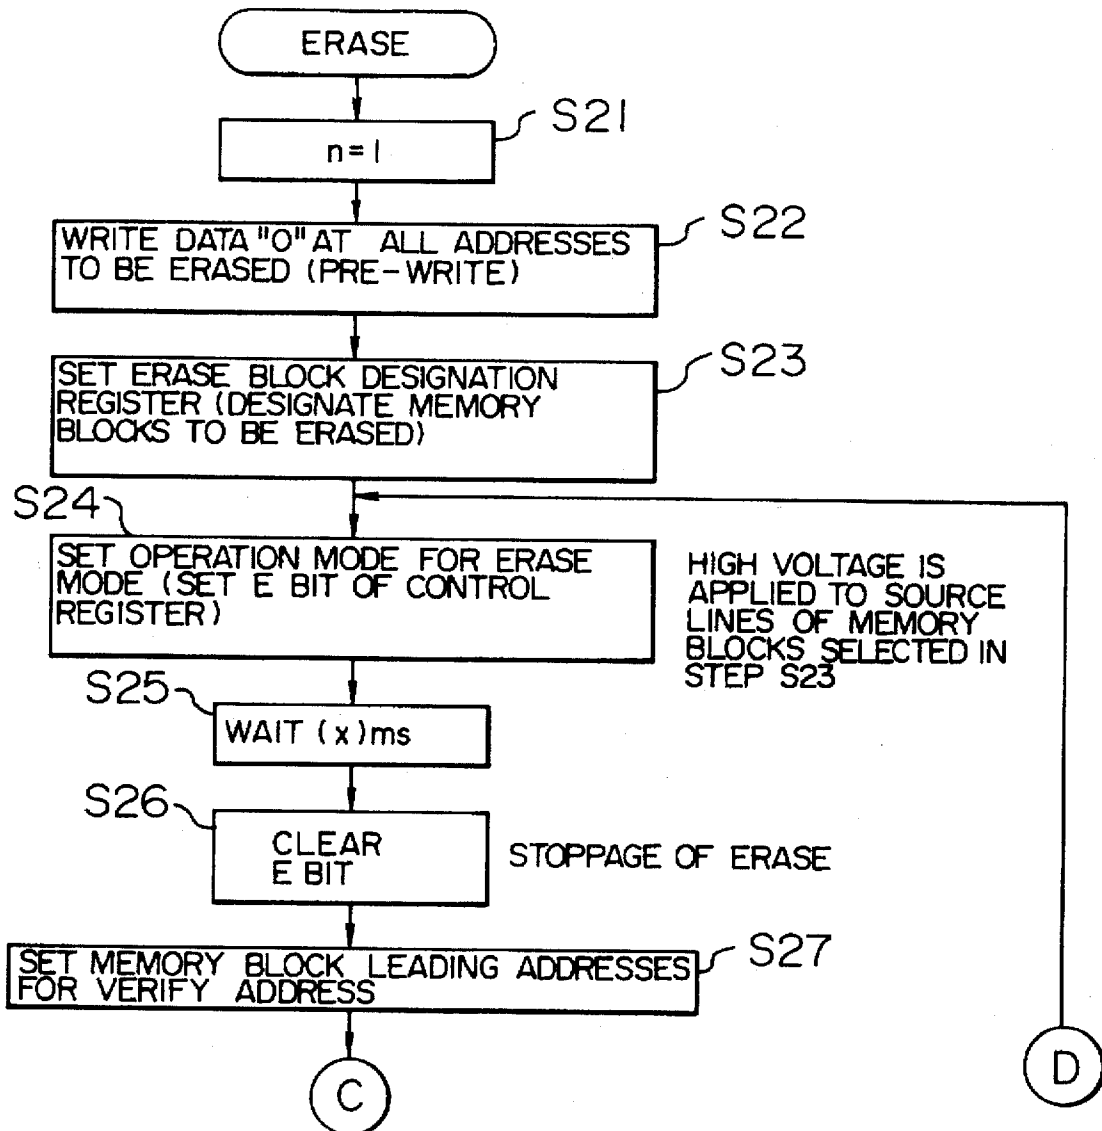 ERASE
S21
n=1
S22
WRITE DATA "0" AT ALL ADDRESSES
TO BE ERASED (PRE-WRITE)
S23
SET ERASE BLOCK DESIGNATION
REGISTER (DESIGNATE MEMORY
BLOCKS TO BE ERASED)
S24
SET OPERATION MODE FOR ERASE
MODE (SET E BIT OF CONTROL
REGISTER)
HIGH VOLTAGE IS
APPLIED TO SOURCE
LINES OF MEMORY
BLOCKS SELECTED IN
STEP S23
S25
WAIT (x)ms
S26
CLEAR
E BIT
STOPPAGE OF ERASE
S27
SET MEMORY BLOCK LEADING ADDRESSES
FOR VERIFY ADDRESS
C
D